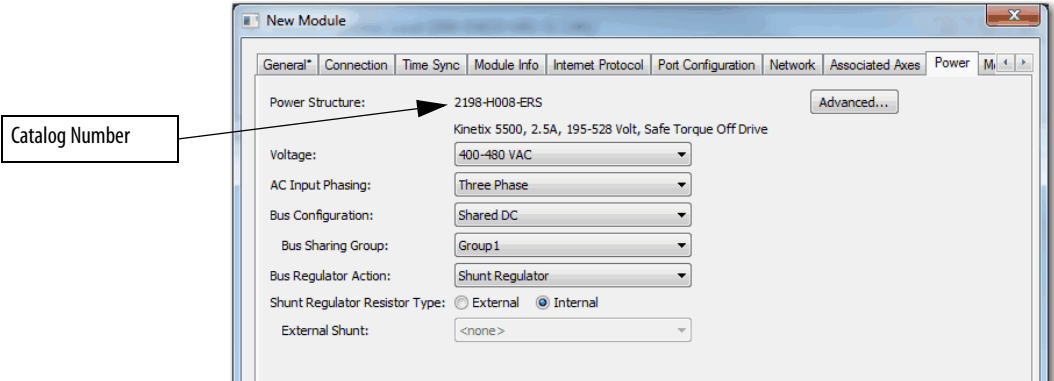 New Module
General* Connection Time Sync Module Info Internet Protocol Port Configuration Network Associated Axes Power
Power Structure: 2198-H008-ERS Advanced...
Kinetix 5500, 2.5A, 195-528 Volt, Safe Torque Off Drive
Catalog Number
Voltage: 400-480 VAC
AC Input Phasing: Three Phase
Bus Configuration: Shared DC
Bus Sharing Group: Group1
Bus Regulator Action: Shunt Regulator
Shunt Regulator Resistor Type: External Internal
External Shunt: <none>